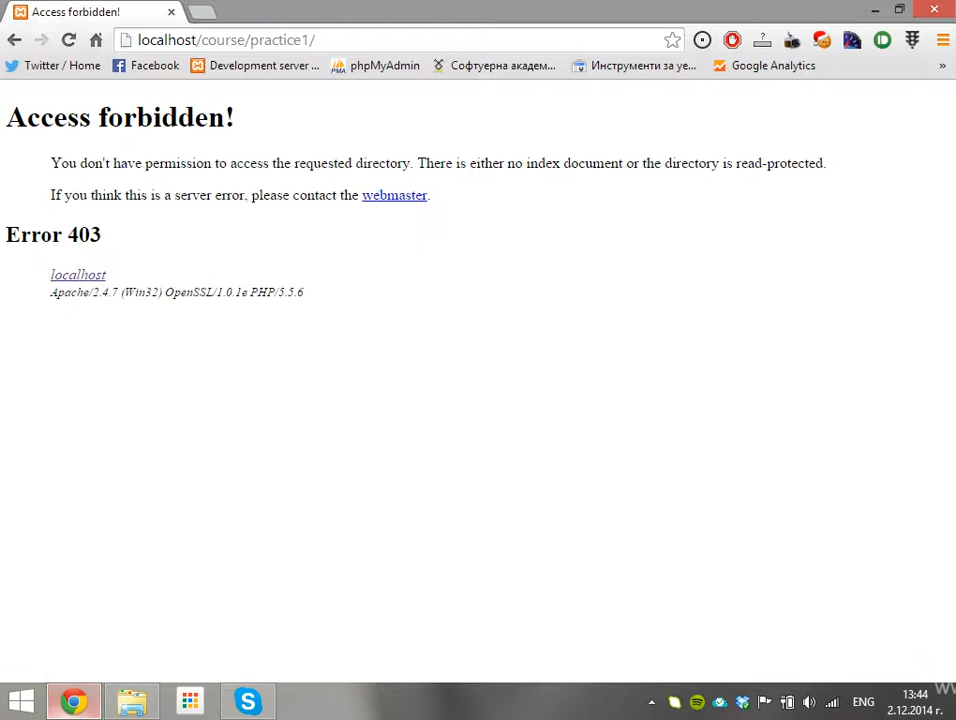 Access forbidden!
localhost/course/practice1/
Twitter / Home
Facebook
Development server ...
phpMyAdmin
Софтуерна академ...
Инструменти за уе...
Google Analytics
»
Access forbidden!
You don't have permission to access the requested directory. There is either no index document or the directory is read-protected.
If you think this is a server error, please contact the webmaster.
Error 403
localhost
Apache/2.4.7 (Win32) OpenSSL/1.0.1e PHP/5.5.6
ЕНГ
13:44
2.12.2014 г.